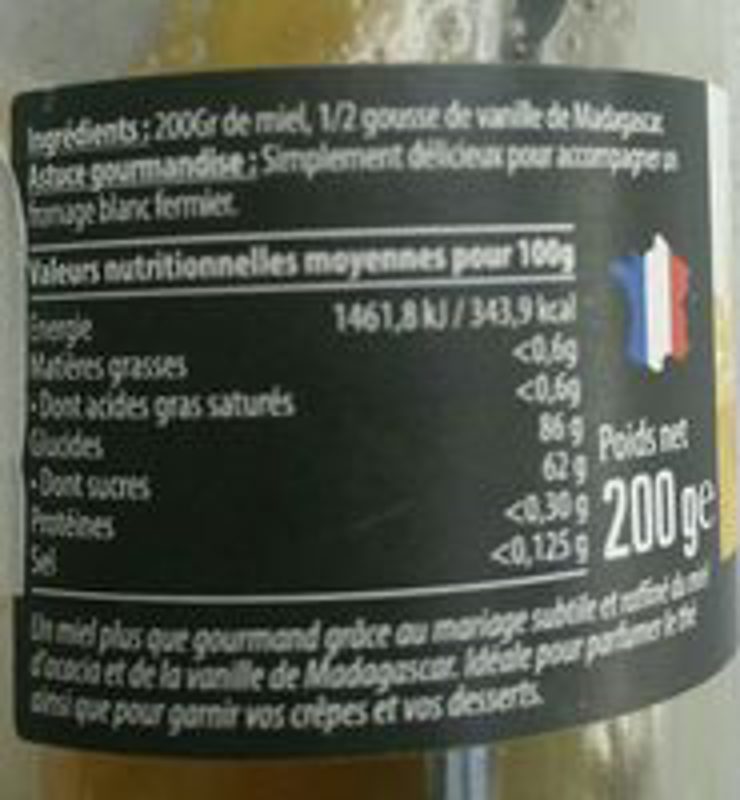 Ingrédients : 200Gr de miel, 1/2 gousse de vanille de Madagascar.
Astuce gourmandise : Simplement délicieux pour accompagner un
fromage blanc fermier.
Valeurs nutritionnelles moyennes pour 100g
Énergie 1461,8 kJ / 343,9 kcal
Matières grasses <0,6g
- Dont acides gras saturés <0,6g
Glucides 86 g
- Dont sucres 62 g
Protéines <0,30 g
Sel <0,125 g
Poids net
200 g℮
Un miel plus que gourmand grâce au mariage subtile et raffiné du miel
d'acacia et de la vanille de Madagascar. Idéale pour parfumer le thé
ainsi que pour garnir vos crêpes et vos desserts.